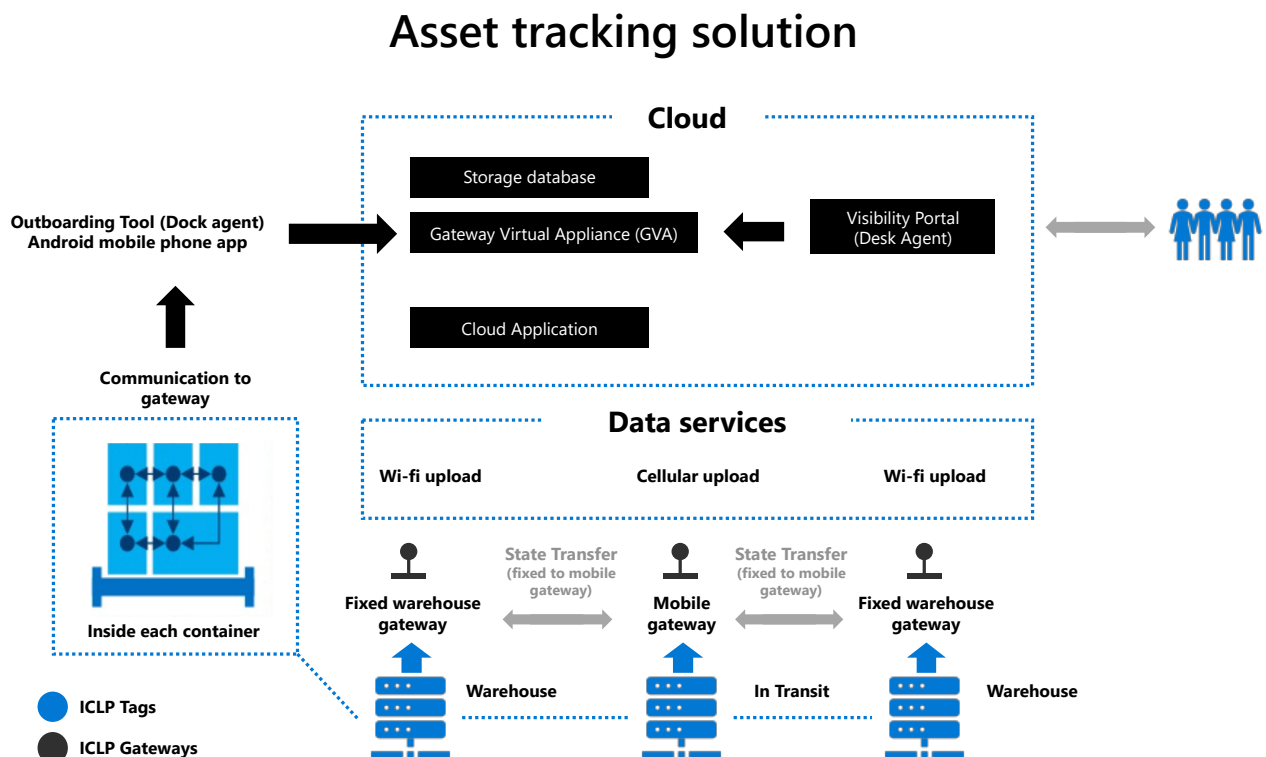 Asset tracking solution
Cloud
Storage database
Outboarding Tool (Dock agent)
Android mobile phone app
Gateway Virtual Appliance (GVA)
Visibility Portal
(Desk Agent)
Cloud Application
Communication to
gateway
Inside each container
Data services
Wi-fi upload
Cellular upload
Wi-fi upload
State Transfer
(fixed to mobile
gateway)
State Transfer
(fixed to mobile
gateway)
Fixed warehouse
gateway
Mobile
gateway
Fixed warehouse
gateway
Warehouse
In Transit
Warehouse
ICLP Tags
ICLP Gateways